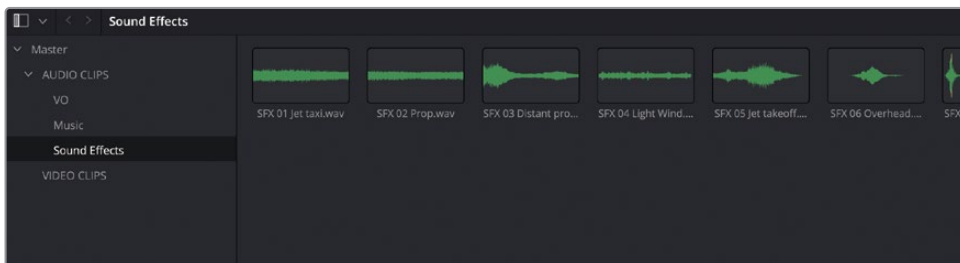 Sound Effects
Master
AUDIO CLIPS
VO
Music
Sound Effects
VIDEO CLIPS
SFX 01 Jet taxi.wav
SFX 02 Prop.wav
SFX 03 Distant pro...
SFX 04 Light Wind....
SFX 05 Jet takeoff....
SFX 06 Overhead....
SFX